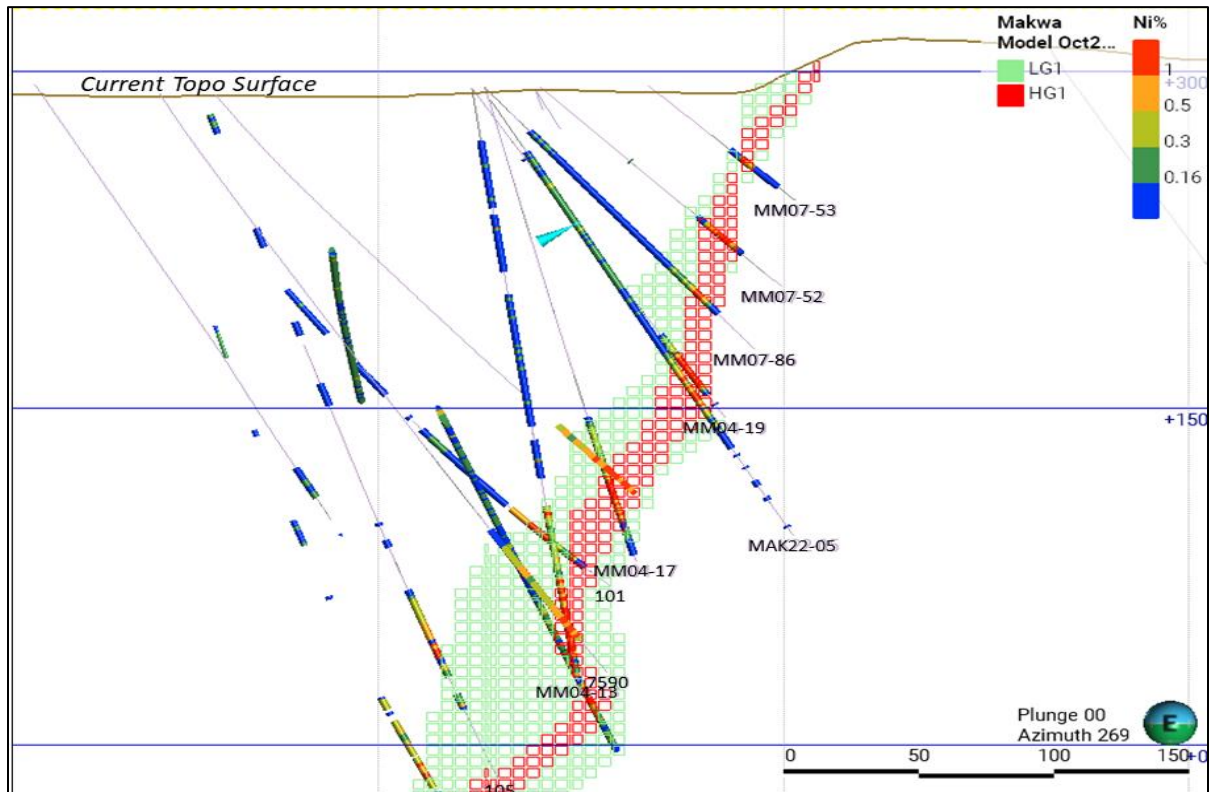 Makwa
Model Oct2...
LG1
HG1
Ni%
1
0.5
0.3
0.16
Current Topo Surface
+300
MM07-53
MM07-52
MM07-86
+150
MM04-19
MAK22-05
MM04-17
101
7590
MM04-13
Plunge 00
Azimuth 269
E
0 50 100 150
+0
105